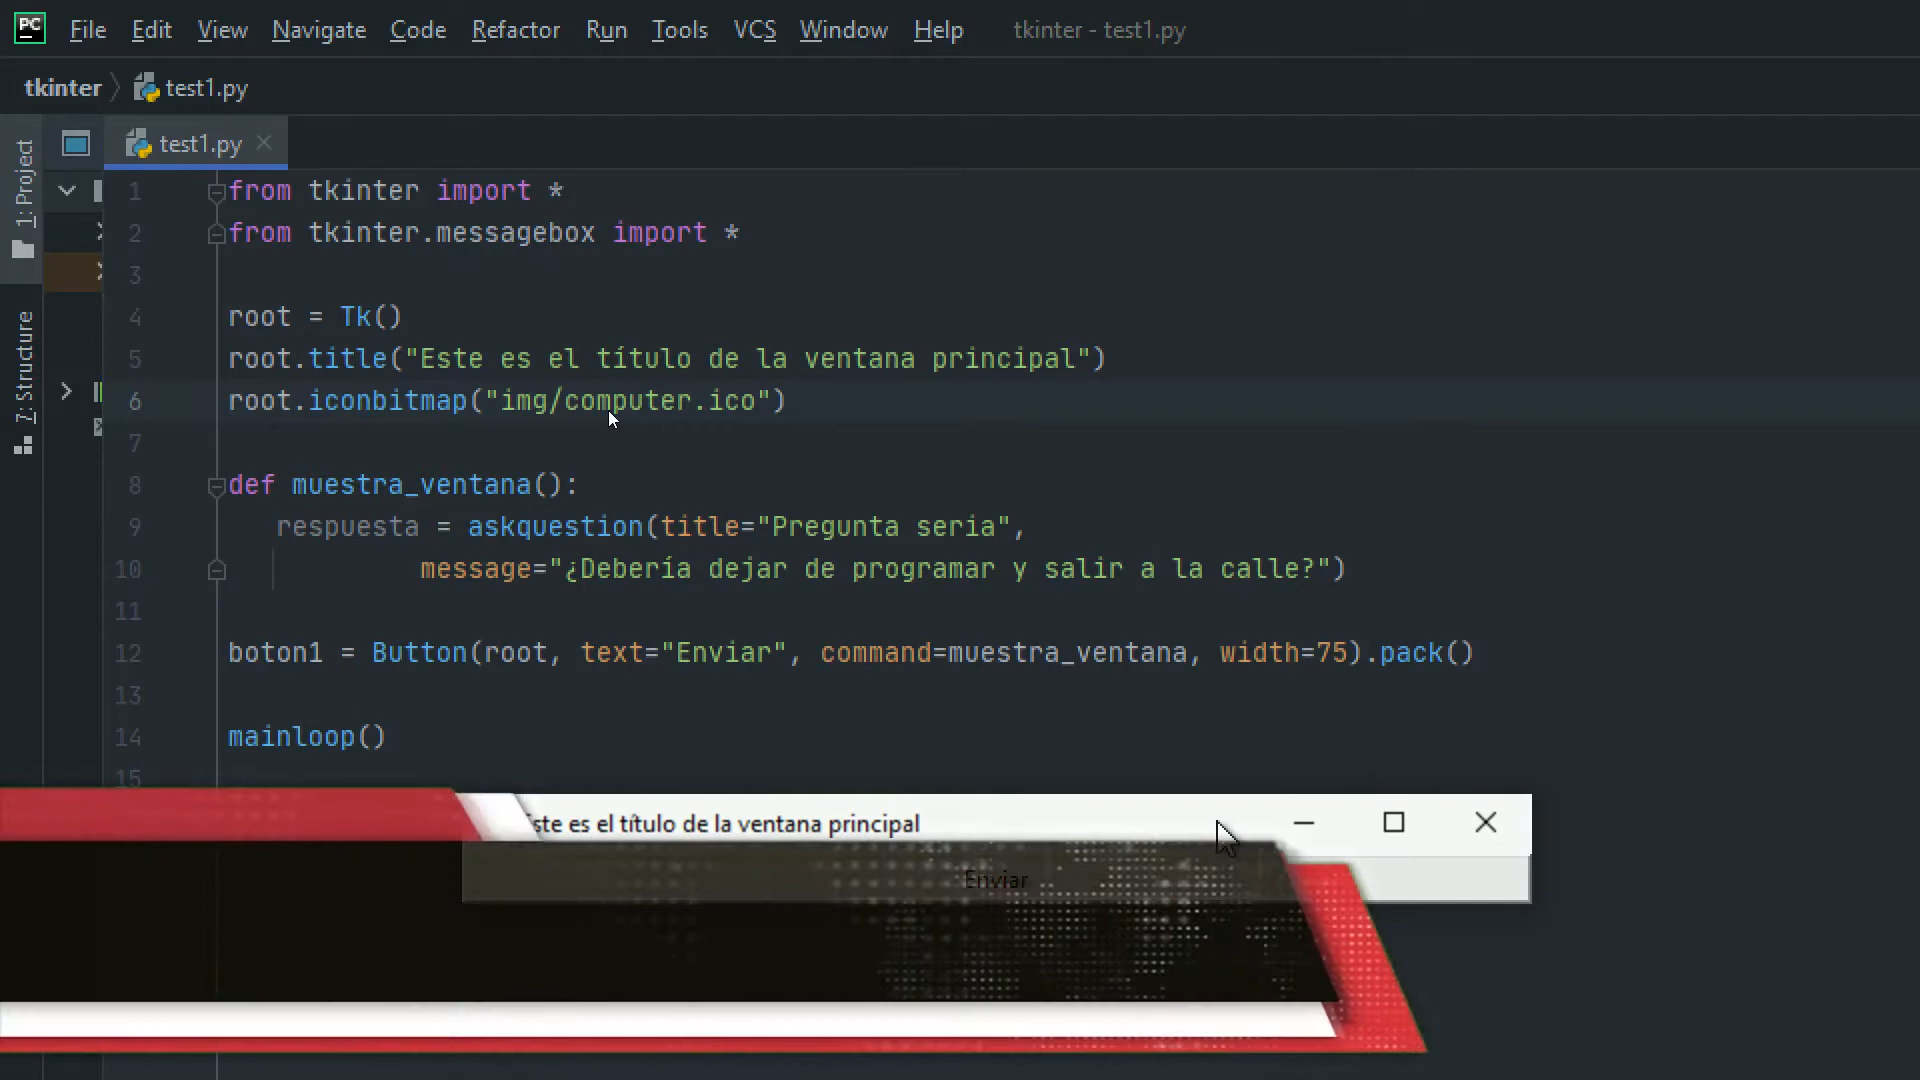 PC File Edit View Navigate Code Refactor Run Tools VCS Window Help tkinter - test1.py
tkinter test1.py
1: Project
7: Structure
test1.py
1 from tkinter import *
2 from tkinter.messagebox import *
3
4 root = Tk()
5 root.title("Este es el título de la ventana principal")
6 root.iconbitmap("img/computer.ico")
7
8 def muestra_ventana():
9 respuesta = askquestion(title="Pregunta seria",
10 message="¿Debería dejar de programar y salir a la calle?")
11
12 boton1 = Button(root, text="Enviar", command=muestra_ventana, width=75).pack()
13
14 mainloop()
15
ste es el título de la ventana principal
Enviar